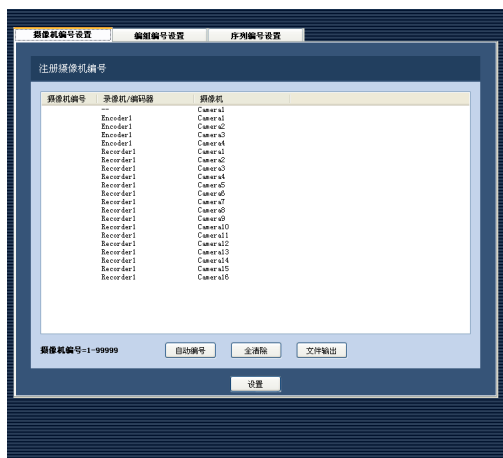 摄像机编号设置 编组编号设置 序列编号设置
注册摄像机编号
摄像机编号 录像机/编码器 摄像机
-- Camera1
Encoder1 Camera1
Encoder1 Camera2
Encoder1 Camera3
Encoder1 Camera4
Recorder1 Camera1
Recorder1 Camera2
Recorder1 Camera3
Recorder1 Camera4
Recorder1 Camera5
Recorder1 Camera6
Recorder1 Camera7
Recorder1 Camera8
Recorder1 Camera9
Recorder1 Camera10
Recorder1 Camera11
Recorder1 Camera12
Recorder1 Camera13
Recorder1 Camera14
Recorder1 Camera15
Recorder1 Camera16
摄像机编号=1-99999 自动编号 全清除 文件输出
设置